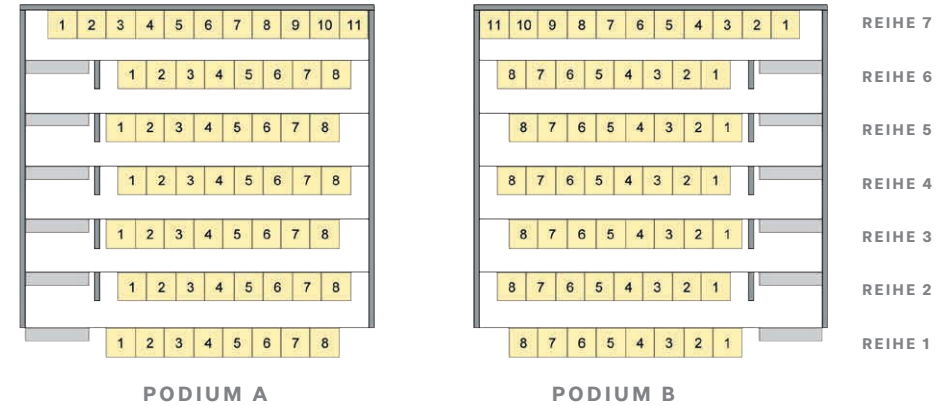 1 2 3 4 5 6 7 8 9 10 11 11 10 9 8 7 6 5 4 3 2 1 REIHE 7
1 2 3 4 5 6 7 8 8 7 6 5 4 3 2 1 REIHE 6
1 2 3 4 5 6 7 8 8 7 6 5 4 3 2 1 REIHE 5
1 2 3 4 5 6 7 8 8 7 6 5 4 3 2 1 REIHE 4
1 2 3 4 5 6 7 8 8 7 6 5 4 3 2 1 REIHE 3
1 2 3 4 5 6 7 8 8 7 6 5 4 3 2 1 REIHE 2
1 2 3 4 5 6 7 8 8 7 6 5 4 3 2 1 REIHE 1
PODIUM A PODIUM B